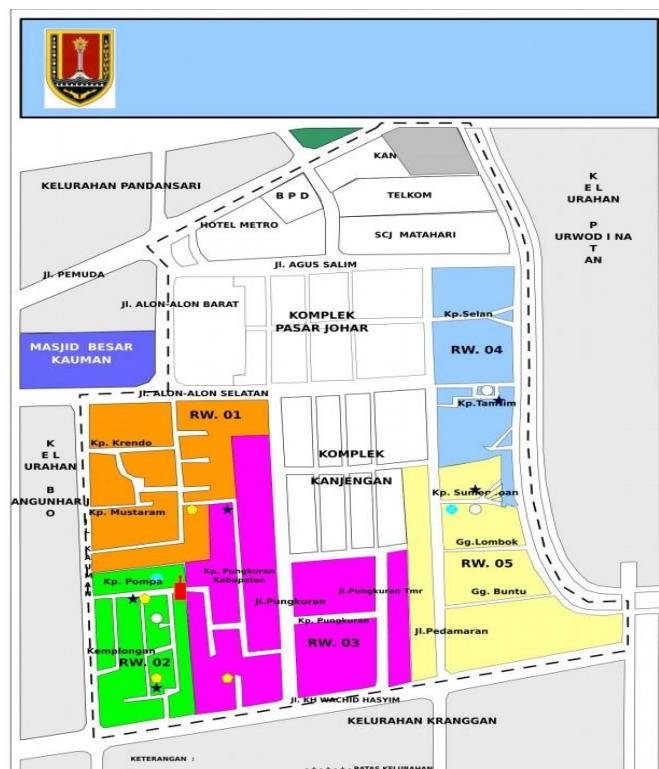 KAN
KELURAHAN PANDANSARI
B P D
TELKOM
HOTEL METRO
SCJ MATAHARI
K
E L
URAHAN
P
URWOD I NA
T
AN
Jl. PEMUDA
Jl. AGUS SALIM
Jl. ALON-ALON BARAT
KOMPLEK
PASAR JOHAR
Kp.Selan
MASJID BESAR
KAUMAN
RW. 04
Jl. ALON-ALON SELATAN
RW. 01
K
E L
URAHAN
B
ANGUNHARJ
O
Kp. Krendo
KOMPLEK
KANJENGAN
Kp. Mustaram
Gg.Lombok
RW. 05
Kp. Pompa
Kp. Pungkuran
Kabupaten
Jl.Pungkuran
Jl.Pungkuran Tmr
Gg. Buntu
Kp. Pungkuran
Jl.Pedamaran
Kemplongan
RW. 02
RW. 03
Jl. KH WACHID HASYIM
KELURAHAN KRANGGAN
KETERANGAN :
BATAS KELURAHAN